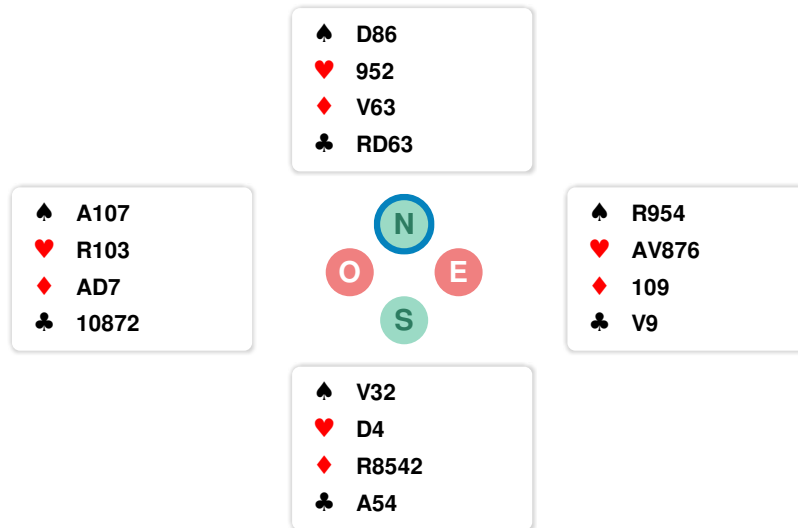 ♠ D86
♥ 952
♦ V63
♣ RD63
♠ A107
♥ R103
♦ AD7
♣ 10872
N
O
E
S
♠ R954
♥ AV876
♦ 109
♣ V9
♠ V32
♥ D4
♦ R8542
♣ A54